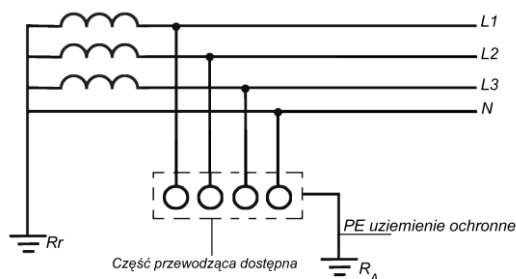 L1
L2
L3
N
PE uziemienie ochronne
Rr
Część przewodząca dostępna
RA